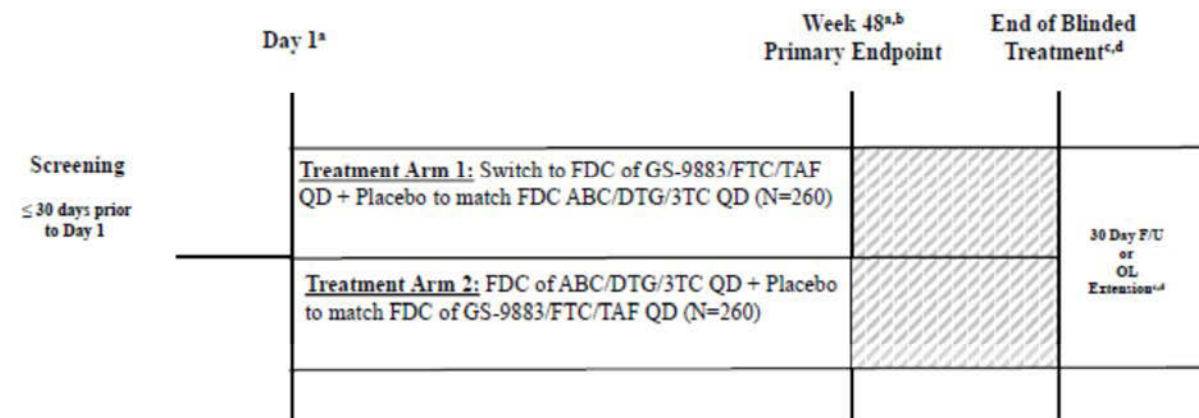 Day 1ᵃ
Week 48ᵃ,ᵇ
Primary Endpoint
End of Blinded
Treatmentᶜ,ᵈ
Screening
≤ 30 days prior
to Day 1
Treatment Arm 1: Switch to FDC of GS-9883/FTC/TAF
QD + Placebo to match FDC ABC/DTG/3TC QD (N=260)
Treatment Arm 2: FDC of ABC/DTG/3TC QD + Placebo
to match FDC of GS-9883/FTC/TAF QD (N=260)
30 Day F/U
or
OL
Extensionᶜ,ᵈ